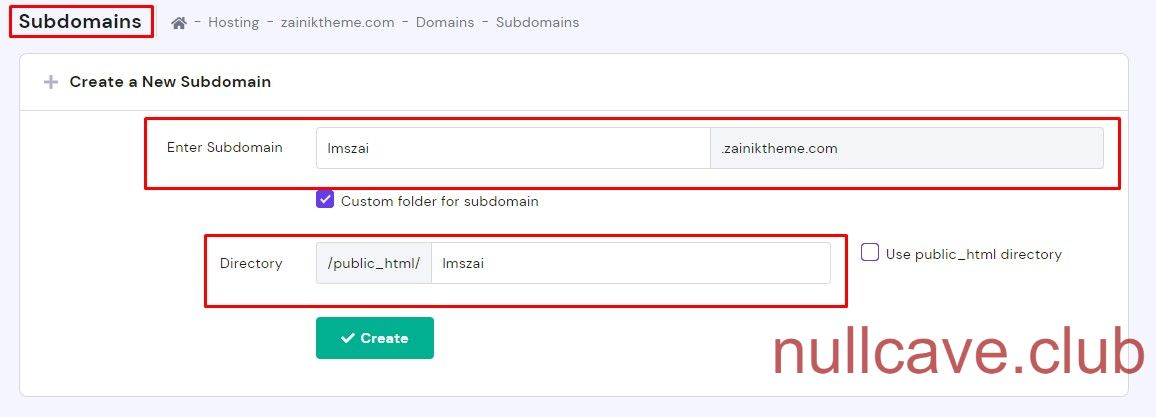 Subdomains - Hosting - zainiktheme.com - Domains - Subdomains
+ Create a New Subdomain
Enter Subdomain lmszai .zainiktheme.com
Custom folder for subdomain
Directory /public_html/ lmszai Use public_html directory
Create
nullcave.club